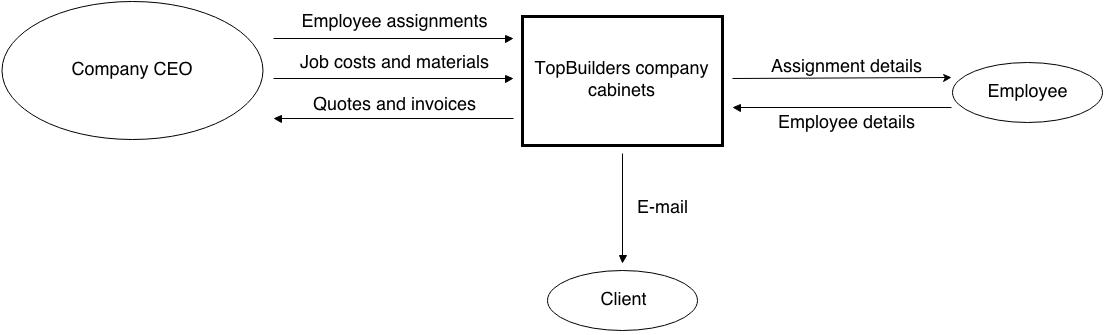 Employee assignments
Company CEO
Job costs and materials
Quotes and invoices
TopBuilders company
cabinets
Assignment details
Employee
Employee details
E-mail
Client